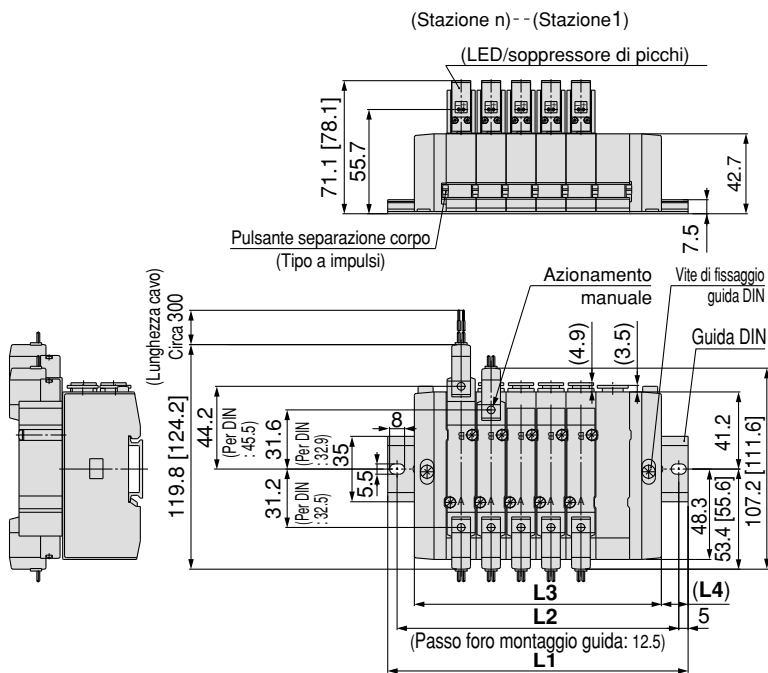 (Stazione n)--(Stazione1)
(LED/soppressore di picchi)
71.1 [78.1]
55.7
42.7
7.5
Pulsante separazione corpo
(Tipo a impulsi)
Azionamento
manuale
Vite di fissaggio
guida DIN
Guida DIN
(Lunghezza cavo)
Circa 300
(4.9)
(3.5)
119.8 [124.2]
44.2
(Per DIN
: 45.5)
31.6
(Per DIN
: 32.9)
8
35
5.5
31.2
(Per DIN
: 32.5)
B B B B B
A A A A A
41.2
48.3
53.4 [55.6]
107.2 [111.6]
L3
(L4)
L2
5
(Passo foro montaggio guida: 12.5)
L1